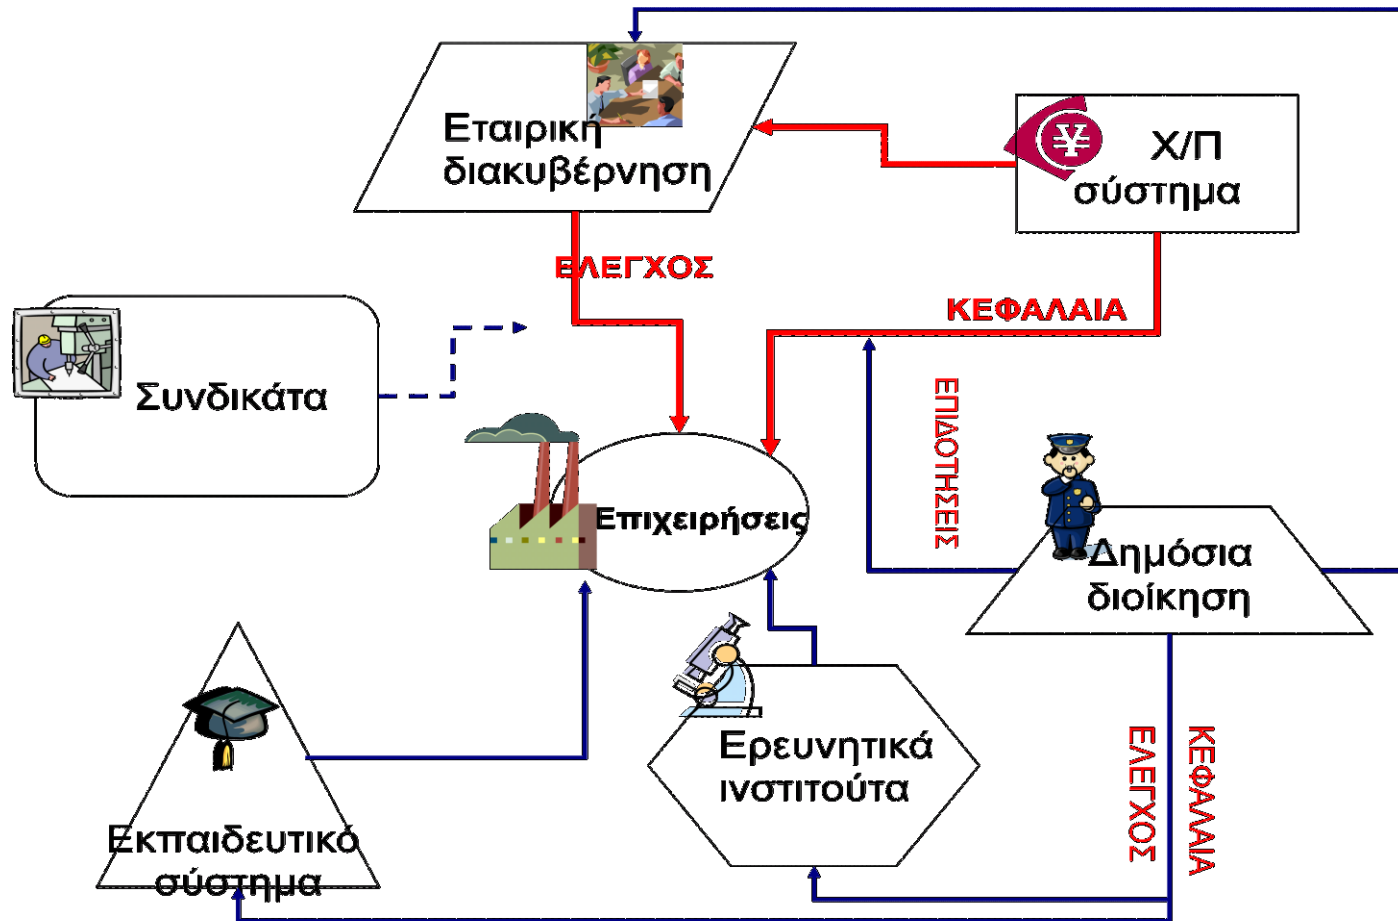 Εταιρική
διακυβέρνηση
¥
Χ/Π
σύστημα
ΕΛΕΓΧΟΣ
ΚΕΦΑΛΑΙΑ
Συνδικάτα
ΕΠΙΔΟΤΗΣΕΙΣ
Επιχειρήσεις
Δημόσια
διοίκηση
Ερευνητικά
ινστιτούτα
ΕΛΕΓΧΟΣ
ΚΕΦΑΛΑΙΑ
Εκπαιδευτικό
σύστημα